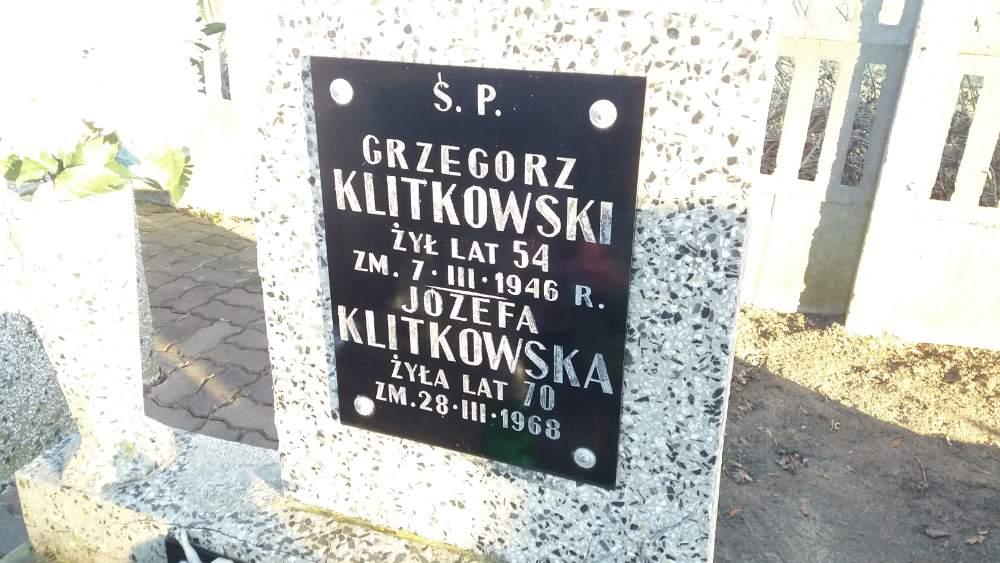 Ś. P.
GRZEGORZ
KLITKOWSKI
ŻYŁ LAT 54
ZM. 7·III·1946 R.
JÓZEFA
KLITKOWSKA
ŻYŁA LAT 70
ZM. 28·III·1968